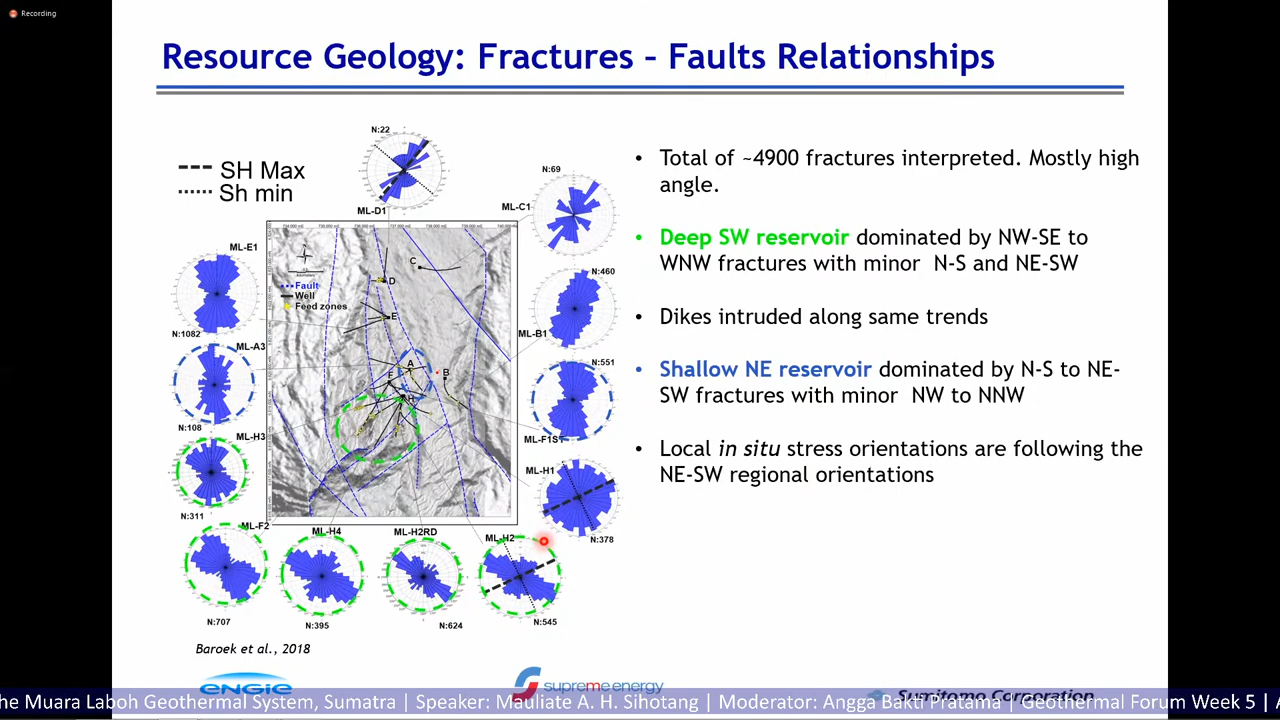 Recording
Resource Geology: Fractures – Faults Relationships
SH Max
Sh min
N:22
ML-D1
N:69
ML-C1
ML-E1
N:1082
N:460
ML-B1
ML-A3
N:108
N:551
ML-F1ST
ML-H3
N:311
ML-H1
N:378
ML-F2
N:707
ML-H4
N:395
ML-H2RD
N:624
ML-H2
N:545
Fault
Well
Feed zones
C
D
E
A
B
F
H
• Total of ~4900 fractures interpreted. Mostly high
angle.
• Deep SW reservoir dominated by NW-SE to
WNW fractures with minor N-S and NE-SW
• Dikes intruded along same trends
• Shallow NE reservoir dominated by N-S to NE-
SW fractures with minor NW to NNW
• Local in situ stress orientations are following the
NE-SW regional orientations
Baroek et al., 2018
ENGIE
supreme energy
Sumitomo Corporation
he Muara Laboh Geothermal System, Sumatra | Speaker: Mauliate A. H. Sihotang | Moderator: Angga Bakti Pratama | Geothermal Forum Week 5 | A